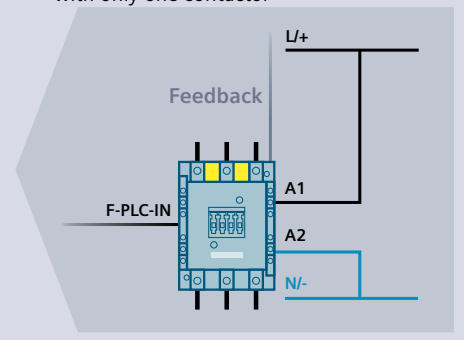 with only one contactor
L/+
Feedback
A1
F-PLC-IN
A2
N/-